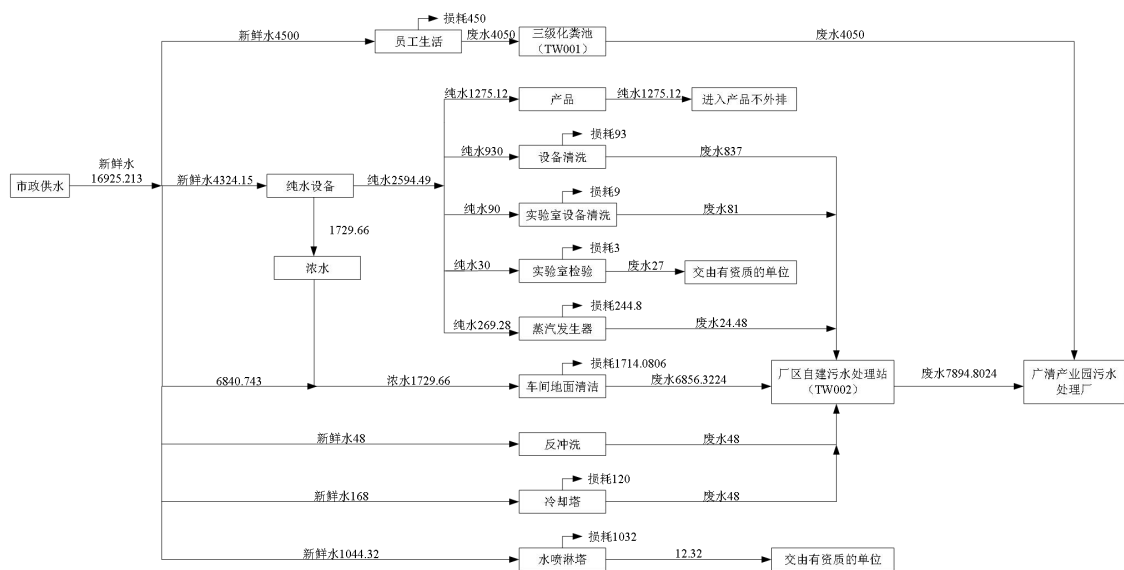 损耗450
新鲜水4500
员工生活
废水4050
三级化粪池
（TW001）
废水4050
纯水1275.12
产品
纯水1275.12
进入产品不外排
损耗93
纯水930
设备清洗
废水837
新鲜水
16925.213
市政供水
新鲜水4324.15
纯水设备
纯水2594.49
损耗9
纯水90
实验室设备清洗
废水81
1729.66
浓水
损耗3
纯水30
实验室检验
废水27
交由有资质的单位
损耗244.8
纯水269.28
蒸汽发生器
废水24.48
损耗1714.0806
6840.743
浓水1729.66
车间地面清洁
废水6856.3224
厂区自建污水处理站
（TW002）
废水7894.8024
广清产业园污水
处理厂
新鲜水48
反冲洗
废水48
损耗120
新鲜水168
冷却塔
废水48
损耗1032
新鲜水1044.32
水喷淋塔
12.32
交由有资质的单位